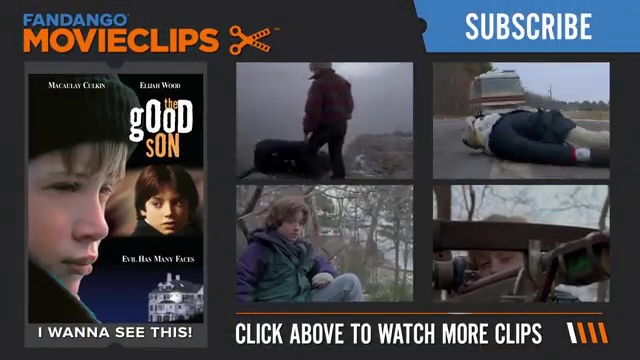 FANDANGO
MOVIECLIPS
SUBSCRIBE
MACAULAY CULKIN ELIJAH WOOD
the
gOOD
SON
EVIL HAS MANY FACES
I WANNA SEE THIS!
CLICK ABOVE TO WATCH MORE CLIPS